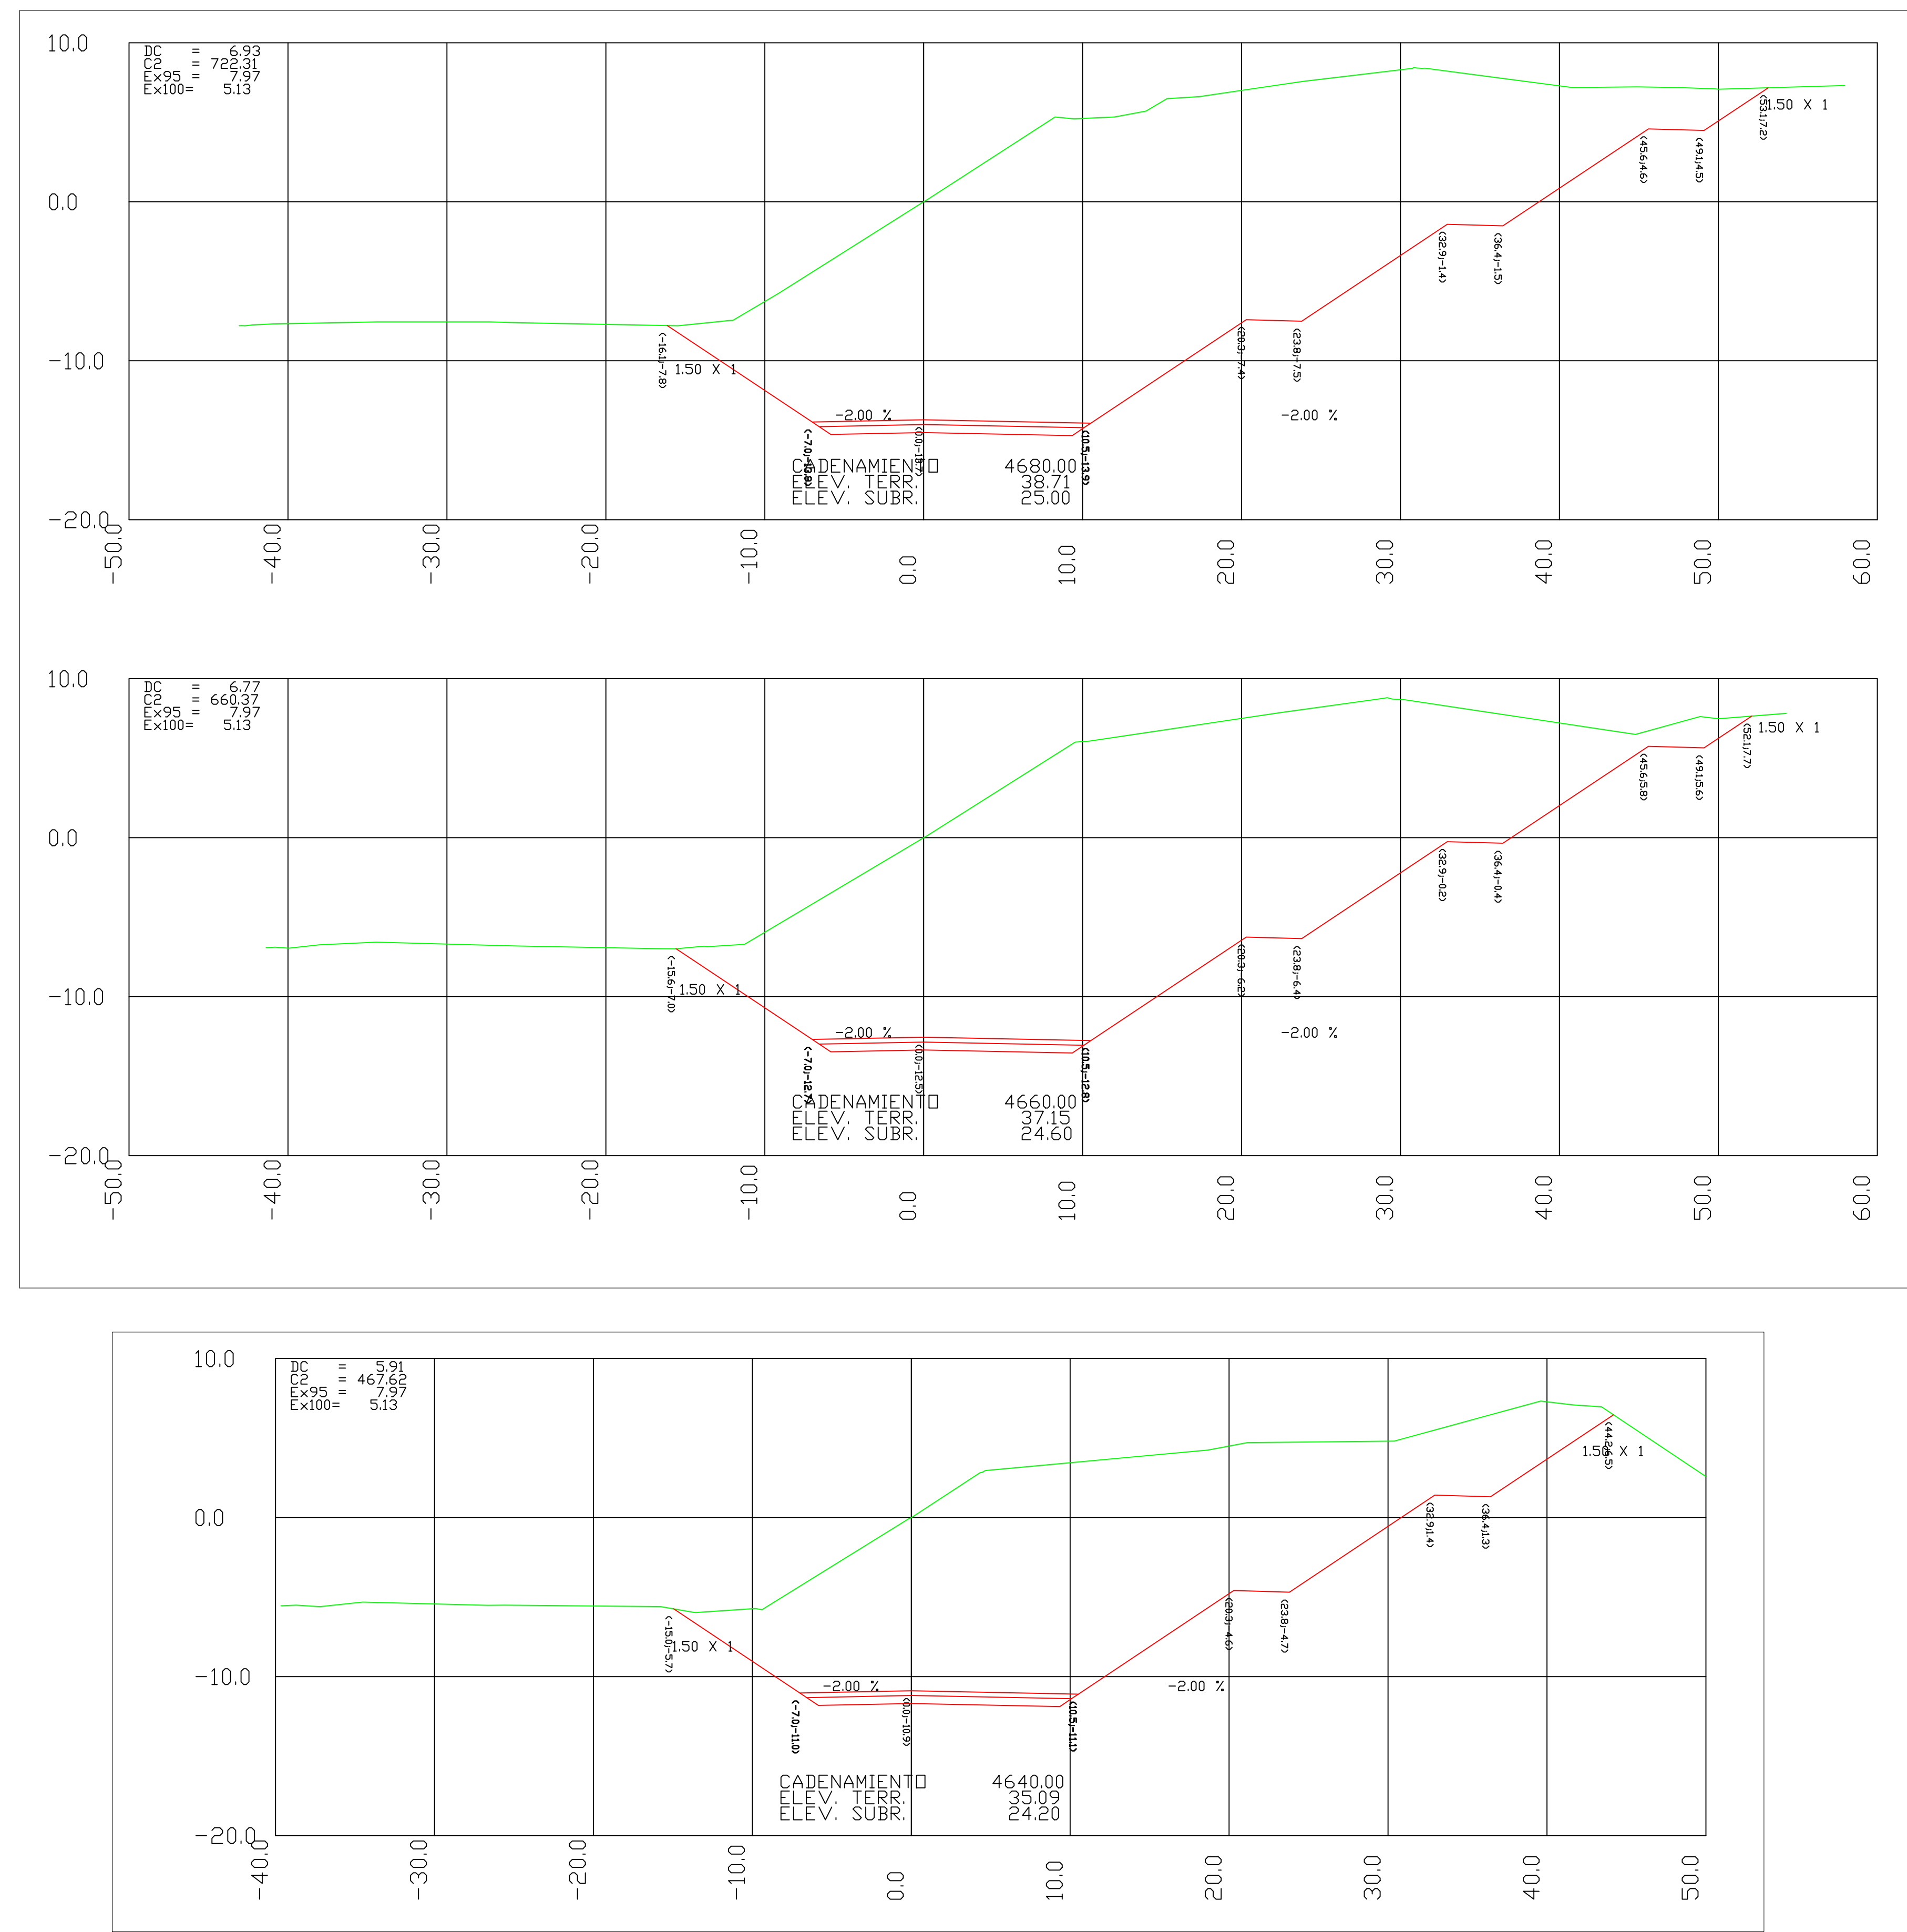 10.0
DC = 6.93
C2 = 722.31
Ex95 = 7.97
Ex100= 5.13
1.50 X 1
(53.1;7.2)
(45.6;4.6)
(49.1;4.5)
0.0
(32.9;-1.4)
(36.4;-1.5)
(-16.1;-7.8)
(20.3;-7.4)
(23.8;-7.5)
-10.0
1.50 X 1
-2.00 %
-2.00 %
(-7.0;-13.8)
(0.0;-13.7)
(10.5;-13.9)
CADENAMIENTO 4680.00
ELEV. TERR. 38.71
ELEV. SUBR. 25.00
-20.0
-50.0 -40.0 -30.0 -20.0 -10.0 0.0 10.0 20.0 30.0 40.0 50.0 60.0
10.0
DC = 6.77
C2 = 660.37
Ex95 = 7.97
Ex100= 5.13
1.50 X 1
(52.1;7.7)
(45.6;5.8)
(49.1;5.6)
0.0
(32.9;-0.2)
(36.4;-0.4)
(-15.6;-7.0)
(20.3;-6.2)
(23.8;-6.4)
1.50 X 1
-10.0
-2.00 %
-2.00 %
(-7.0;-12.7)
(0.0;-12.5)
(10.5;-12.8)
CADENAMIENTO 4660.00
ELEV. TERR. 37.15
ELEV. SUBR. 24.60
-20.0
-50.0 -40.0 -30.0 -20.0 -10.0 0.0 10.0 20.0 30.0 40.0 50.0 60.0
10.0
DC = 5.91
C2 = 467.62
Ex95 = 7.97
Ex100= 5.13
(44.2;6.5)
1.50 X 1
0.0
(32.9;1.4)
(36.4;1.3)
(-15.0;-5.7)
1.50 X 1
(20.3;-4.6)
(23.8;-4.7)
-10.0
-2.00 %
-2.00 %
(-7.0;-11.0)
(0.0;-10.9)
(10.5;-11.1)
CADENAMIENTO 4640.00
ELEV. TERR. 35.09
ELEV. SUBR. 24.20
-20.0
-40.0 -30.0 -20.0 -10.0 0.0 10.0 20.0 30.0 40.0 50.0